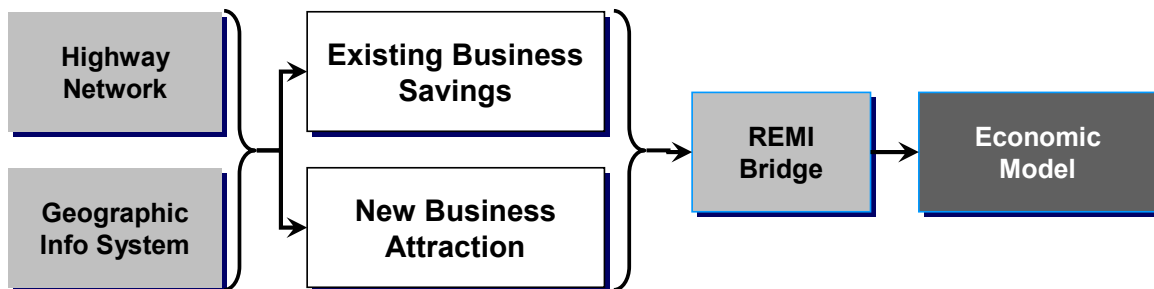 Highway
Network
Geographic
Info System
Existing Business
Savings
New Business
Attraction
REMI
Bridge
Economic
Model